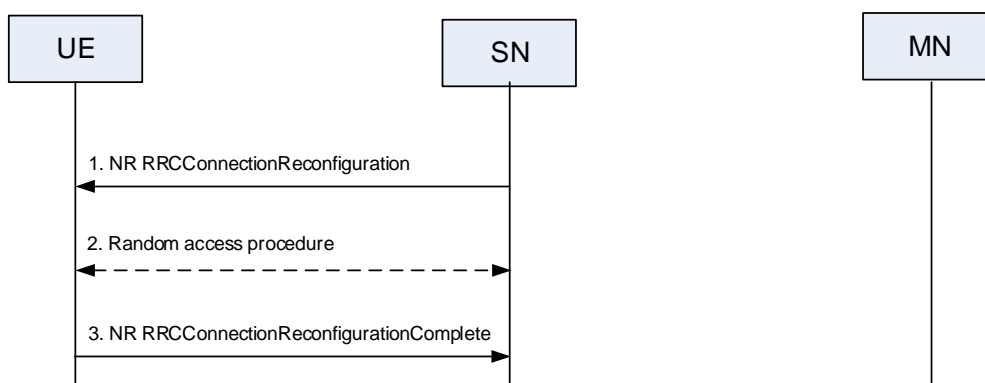 UE
SN
MN
1. NR RRCConnectionReconfiguration
2. Random access procedure
3. NR RRCConnectionReconfigurationComplete